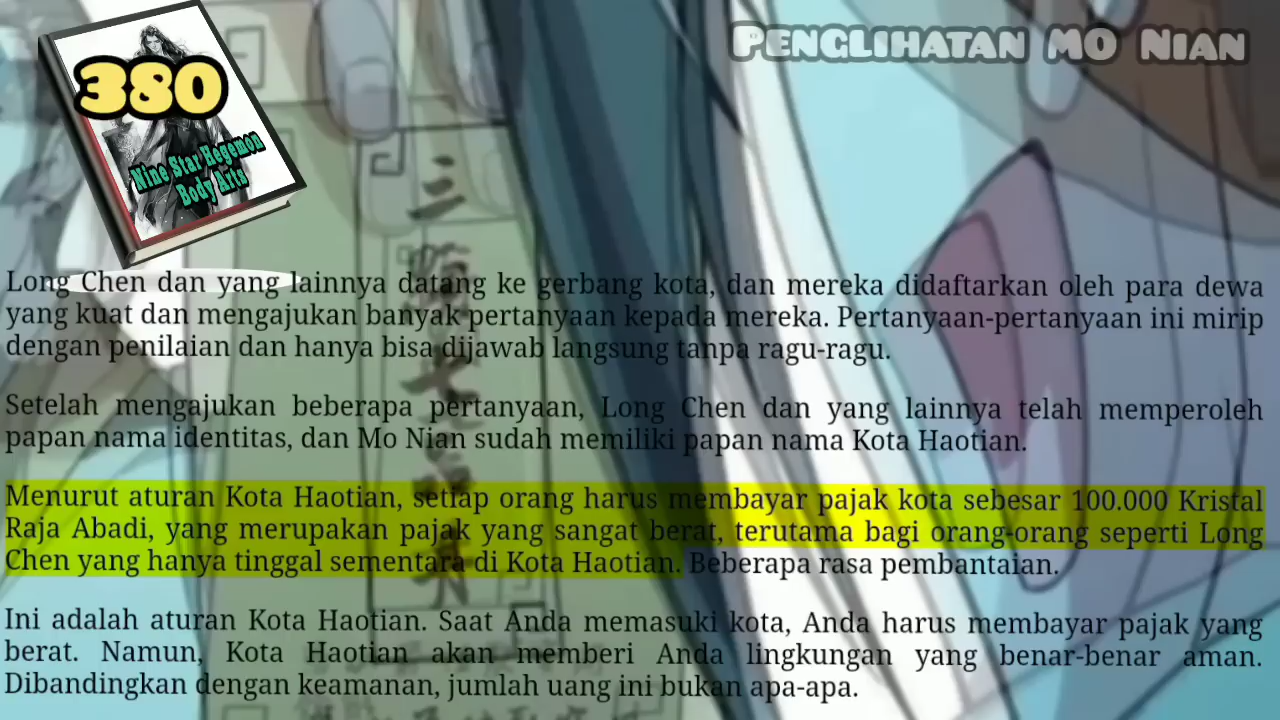 PENGLIHATAN MO NIAN
380
Nine Star Hegemon
Body Arts
Long Chen dan yang lainnya datang ke gerbang kota, dan mereka didaftarkan oleh para dewa
yang kuat dan mengajukan banyak pertanyaan kepada mereka. Pertanyaan-pertanyaan ini mirip
dengan penilaian dan hanya bisa dijawab langsung tanpa ragu-ragu.
Setelah mengajukan beberapa pertanyaan, Long Chen dan yang lainnya telah memperoleh
papan nama identitas, dan Mo Nian sudah memiliki papan nama Kota Haotian.
Menurut aturan Kota Haotian, setiap orang harus membayar pajak kota sebesar 100.000 Kristal
Raja Abadi, yang merupakan pajak yang sangat berat, terutama bagi orang-orang seperti Long
Chen yang hanya tinggal sementara di Kota Haotian. Beberapa rasa pembantaian.
Ini adalah aturan Kota Haotian. Saat Anda memasuki kota, Anda harus membayar pajak yang
berat. Namun, Kota Haotian akan memberi Anda lingkungan yang benar-benar aman.
Dibandingkan dengan keamanan, jumlah uang ini bukan apa-apa.